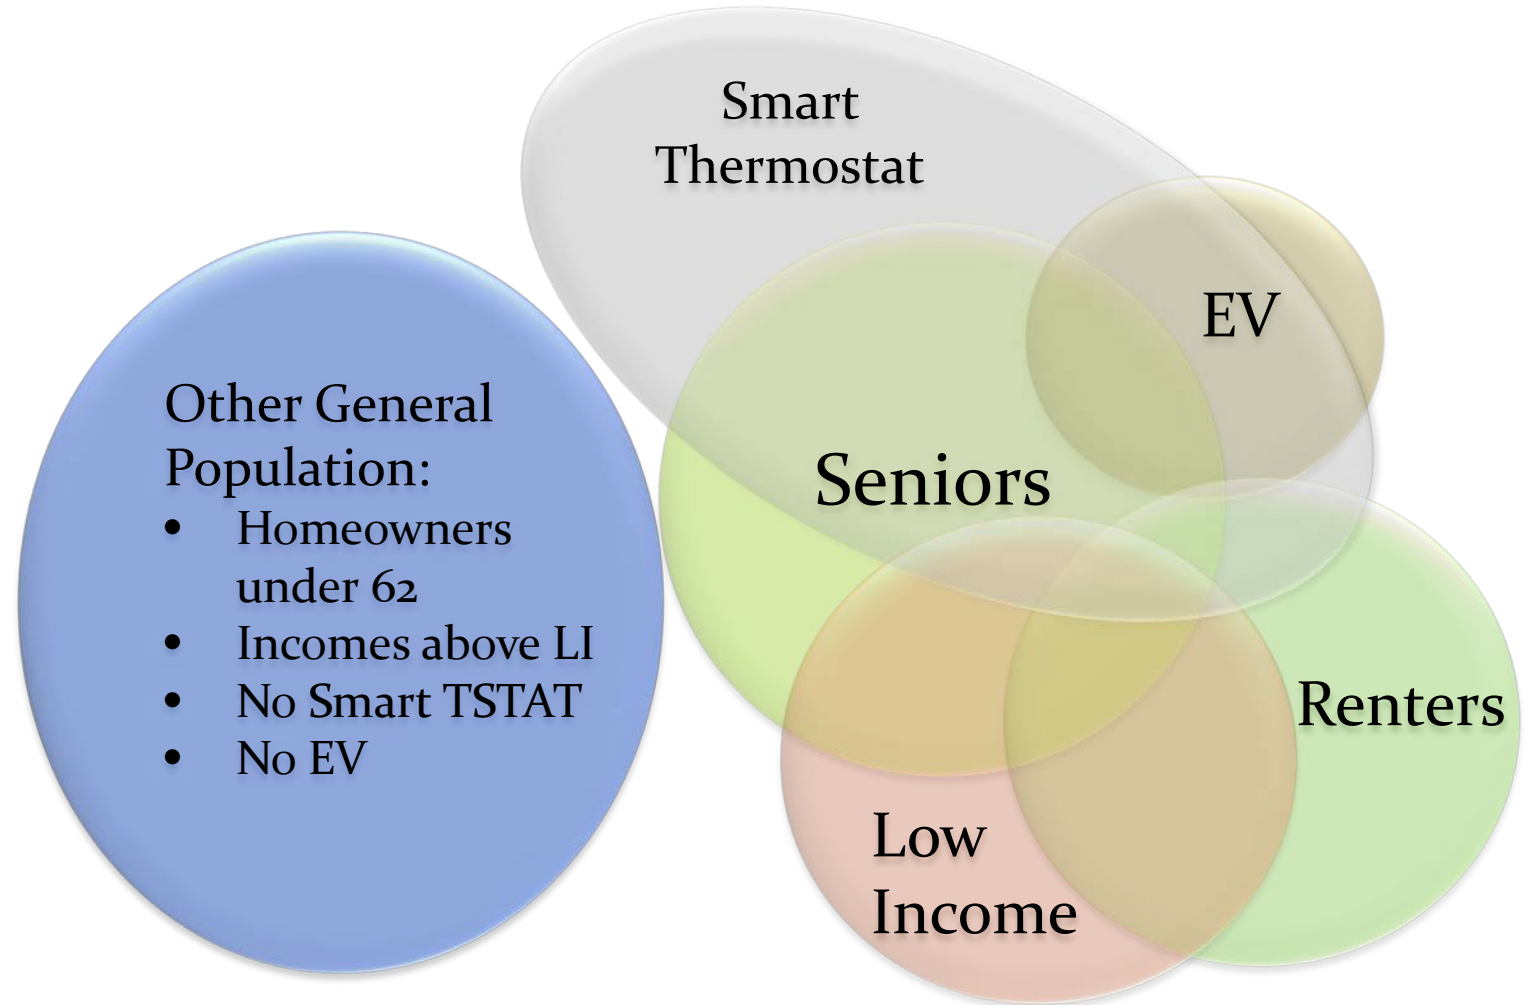 Smart
Thermostat
EV
Other General
Population:
• Homeowners
under 62
• Incomes above LI
• No Smart TSTAT
• No EV
Seniors
Renters
Low
Income